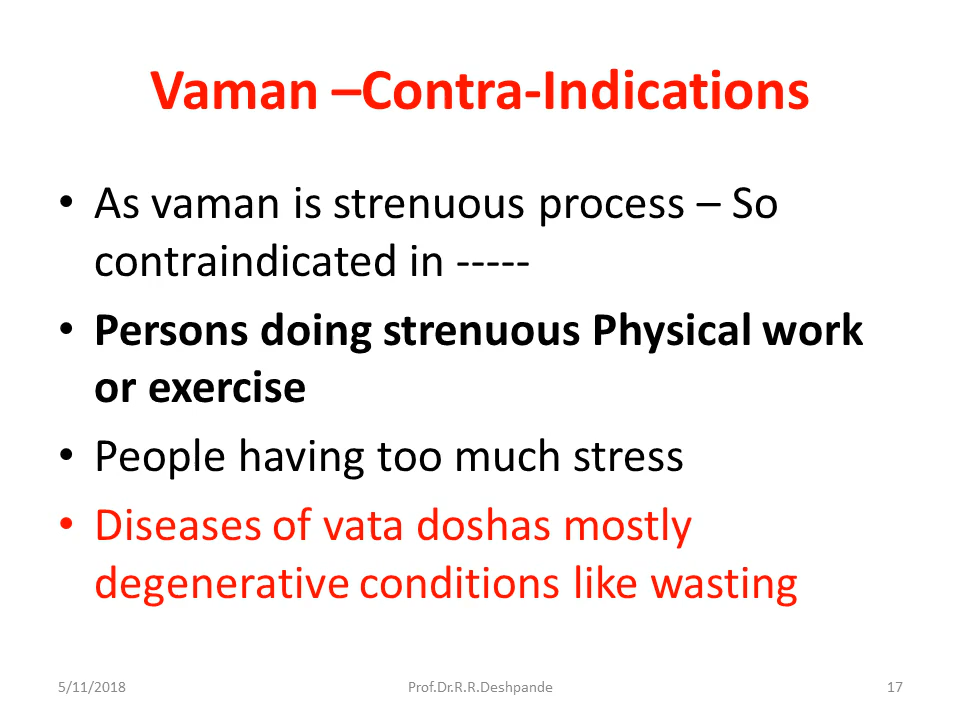 Vaman –Contra-Indications
• As vaman is strenuous process – So
contraindicated in -----
• Persons doing strenuous Physical work
or exercise
• People having too much stress
• Diseases of vata doshas mostly
degenerative conditions like wasting
5/11/2018 Prof.Dr.R.R.Deshpande 17